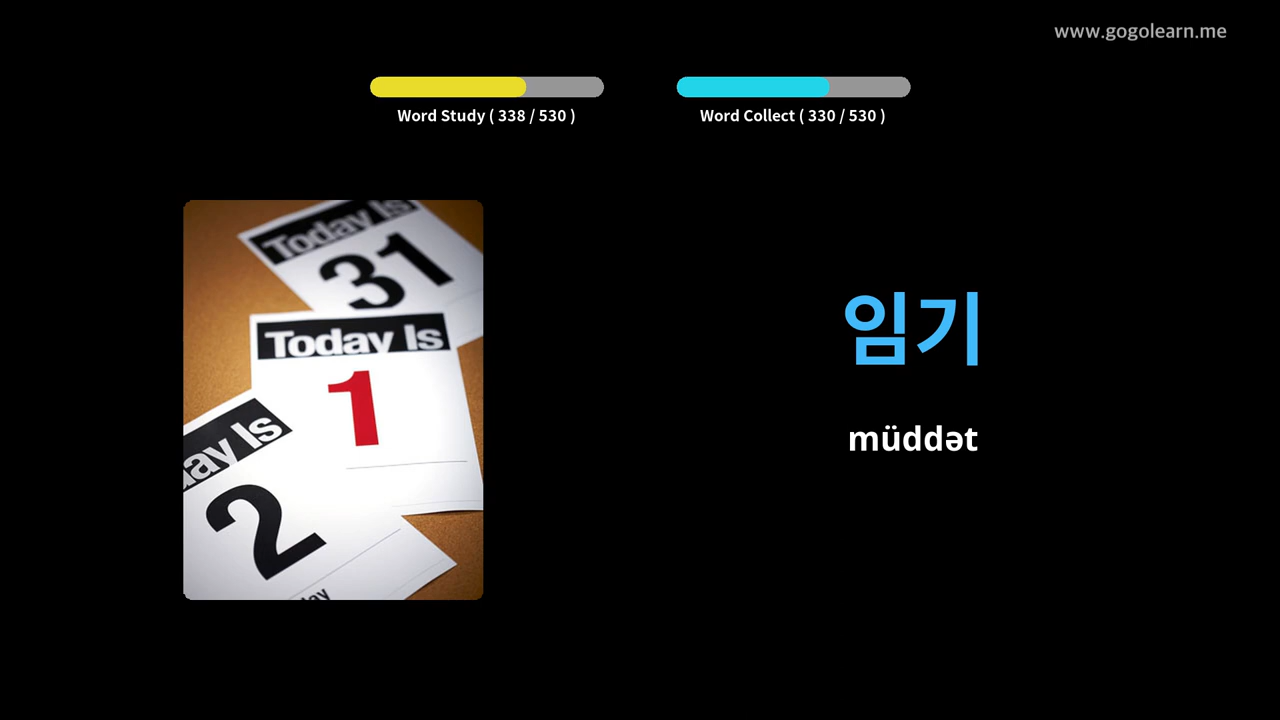 www.gogolearn.me
Word Study ( 338 / 530 )
Word Collect ( 330 / 530 )
Today Is
31
Today Is
1
ay Is
2
day
임기
müddət